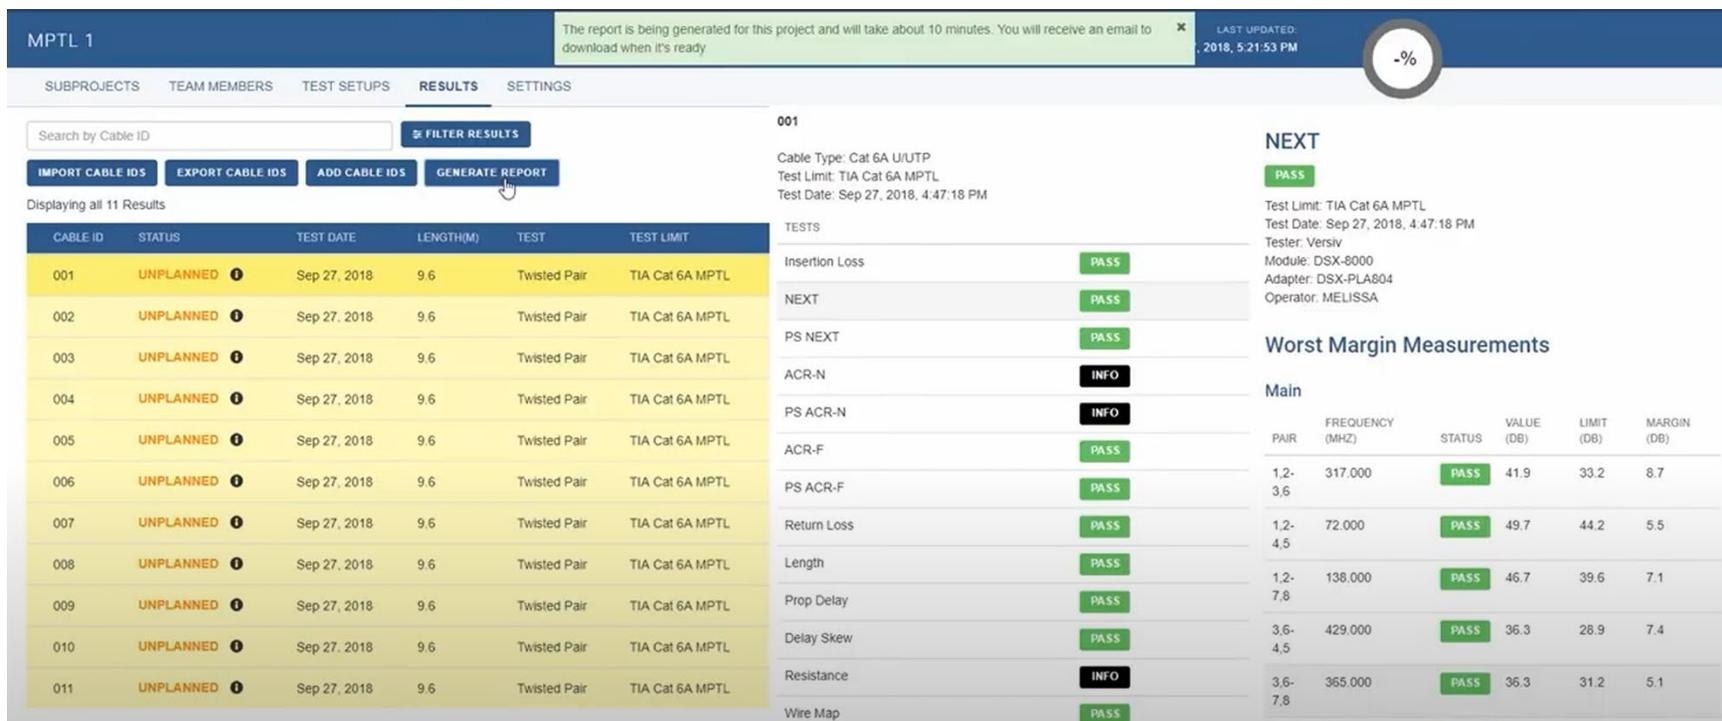 MPTL 1
The report is being generated for this project and will take about 10 minutes. You will receive an email to
download when it's ready
LAST UPDATED:
, 2018, 5:21:53 PM
-%
SUBPROJECTS TEAM MEMBERS TEST SETUPS RESULTS SETTINGS
Search by Cable ID
FILTER RESULTS
IMPORT CABLE IDS EXPORT CABLE IDS ADD CABLE IDS GENERATE REPORT
Displaying all 11 Results
CABLE ID STATUS TEST DATE LENGTH(M) TEST TEST LIMIT
001 UNPLANNED Sep 27, 2018 9.6 Twisted Pair TIA Cat 6A MPTL
002 UNPLANNED Sep 27, 2018 9.6 Twisted Pair TIA Cat 6A MPTL
003 UNPLANNED Sep 27, 2018 9.6 Twisted Pair TIA Cat 6A MPTL
004 UNPLANNED Sep 27, 2018 9.6 Twisted Pair TIA Cat 6A MPTL
005 UNPLANNED Sep 27, 2018 9.6 Twisted Pair TIA Cat 6A MPTL
006 UNPLANNED Sep 27, 2018 9.6 Twisted Pair TIA Cat 6A MPTL
007 UNPLANNED Sep 27, 2018 9.6 Twisted Pair TIA Cat 6A MPTL
008 UNPLANNED Sep 27, 2018 9.6 Twisted Pair TIA Cat 6A MPTL
009 UNPLANNED Sep 27, 2018 9.6 Twisted Pair TIA Cat 6A MPTL
010 UNPLANNED Sep 27, 2018 9.6 Twisted Pair TIA Cat 6A MPTL
011 UNPLANNED Sep 27, 2018 9.6 Twisted Pair TIA Cat 6A MPTL
001
Cable Type: Cat 6A U/UTP
Test Limit: TIA Cat 6A MPTL
Test Date: Sep 27, 2018, 4:47:18 PM
TESTS
Insertion Loss PASS
NEXT PASS
PS NEXT PASS
ACR-N INFO
PS ACR-N INFO
ACR-F PASS
PS ACR-F PASS
Return Loss PASS
Length PASS
Prop Delay PASS
Delay Skew PASS
Resistance INFO
Wire Map PASS
NEXT
PASS
Test Limit: TIA Cat 6A MPTL
Test Date: Sep 27, 2018, 4:47:18 PM
Tester: Versiv
Module: DSX-8000
Adapter: DSX-PLA804
Operator: MELISSA
Worst Margin Measurements
Main
PAIR FREQUENCY (MHZ) STATUS VALUE (DB) LIMIT (DB) MARGIN (DB)
1,2-3,6 317.000 PASS 41.9 33.2 8.7
1,2-4,5 72.000 PASS 49.7 44.2 5.5
1,2-7,8 138.000 PASS 46.7 39.6 7.1
3,6-4,5 429.000 PASS 36.3 28.9 7.4
3,6-7,8 365.000 PASS 36.3 31.2 5.1